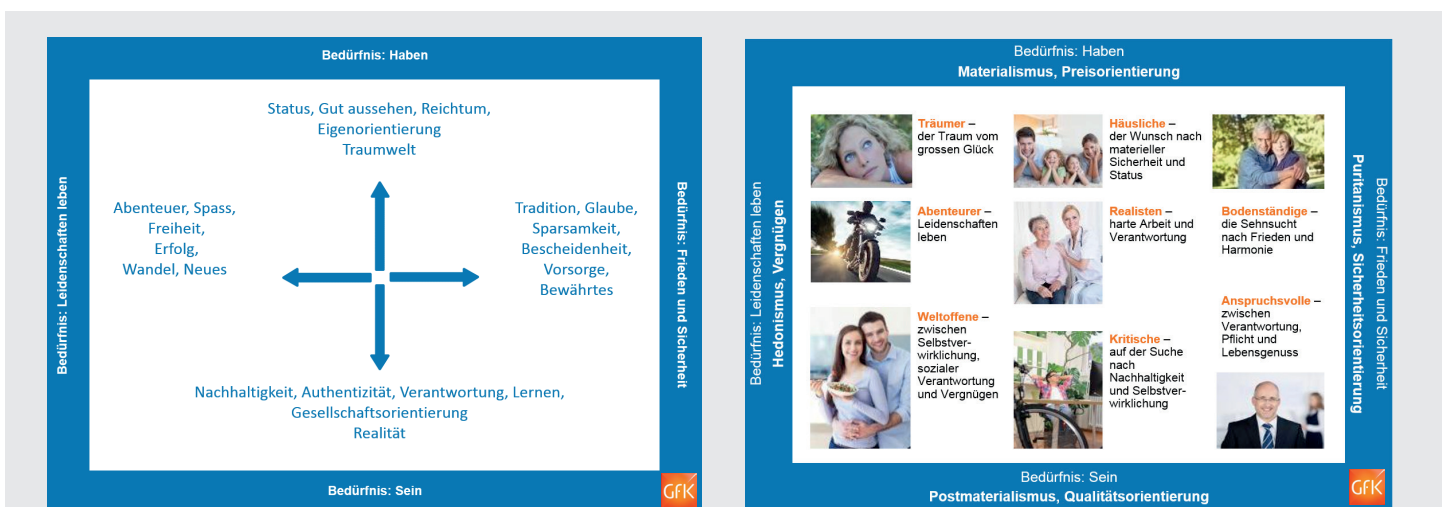 Bedürfnis: Haben
Bedürfnis: Leidenschaften leben
Status, Gut aussehen, Reichtum,
Eigenorientierung
Traumwelt
Abenteuer, Spass,
Freiheit,
Erfolg,
Wandel, Neues
Tradition, Glaube,
Sparsamkeit,
Bescheidenheit,
Vorsorge,
Bewährtes
Nachhaltigkeit, Authentizität, Verantwortung, Lernen,
Gesellschaftsorientierung
Realität
Bedürfnis: Frieden und Sicherheit
Bedürfnis: Sein
GfK
Bedürfnis: Haben
Materialismus, Preisorientierung
Bedürfnis: Leidenschaften leben
Hedonismus, Vergnügen
Träumer –
der Traum vom
grossen Glück
Häusliche –
der Wunsch nach
materieller
Sicherheit und
Status
Abenteurer –
Leidenschaften
leben
Realisten –
harte Arbeit und
Verantwortung
Bodenständige –
die Sehnsucht
nach Frieden und
Harmonie
Weltoffene –
zwischen
Selbstver-
wirklichung,
sozialer
Verantwortung
und Vergnügen
Kritische –
auf der Suche
nach
Nachhaltigkeit
und Selbstver-
wirklichung
Anspruchsvolle –
zwischen
Verantwortung,
Pflicht und
Lebensgenuss
Bedürfnis: Frieden und Sicherheit
Puritanismus, Sicherheitsorientierung
Bedürfnis: Sein
Postmaterialismus, Qualitätsorientierung
GfK